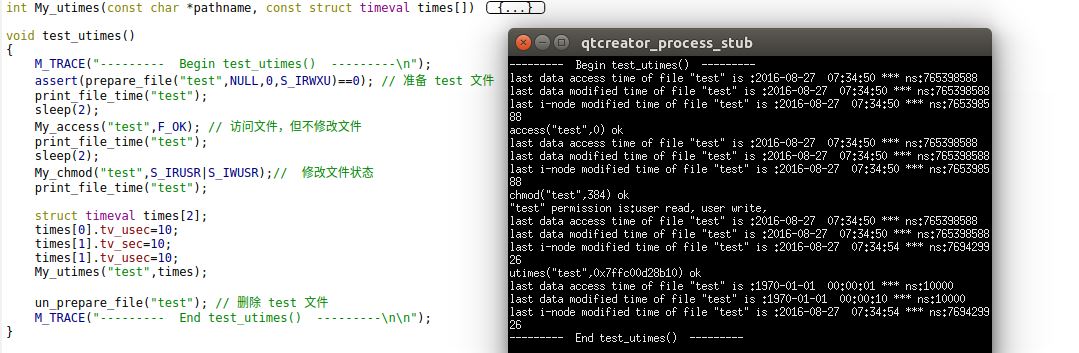 int My_utimes(const char *pathname, const struct timeval times[]) {...}
void test_utimes()
{
M_TRACE("---------  Begin test_utimes()  ---------\n");
assert(prepare_file("test",NULL,0,S_IRWXU)==0); // 准备 test 文件
print_file_time("test");
sleep(2);
My_access("test",F_OK); // 访问文件，但不修改文件
print_file_time("test");
sleep(2);
My_chmod("test",S_IRUSR|S_IWUSR);//  修改文件状态
print_file_time("test");
struct timeval times[2];
times[0].tv_usec=10;
times[1].tv_sec=10;
times[1].tv_usec=10;
My_utimes("test",times);
un_prepare_file("test"); // 删除 test 文件
M_TRACE("---------  End test_utimes()  ---------\n\n");
}
qtcreator_process_stub
---------  Begin test_utimes()  ---------
last data access time of file "test" is :2016-08-27  07:34:50 *** ns:765398588
last data modified time of file "test" is :2016-08-27  07:34:50 *** ns:765398588
last i-node modified time of file "test" is :2016-08-27  07:34:50 *** ns:7653985
88
access("test",0) ok
last data access time of file "test" is :2016-08-27  07:34:50 *** ns:765398588
last data modified time of file "test" is :2016-08-27  07:34:50 *** ns:765398588
last i-node modified time of file "test" is :2016-08-27  07:34:50 *** ns:7653985
88
chmod("test",384) ok
"test" permission is:user read, user write,
last data access time of file "test" is :2016-08-27  07:34:50 *** ns:765398588
last data modified time of file "test" is :2016-08-27  07:34:50 *** ns:765398588
last i-node modified time of file "test" is :2016-08-27  07:34:54 *** ns:7694299
26
utimes("test",0x7ffc00d28b10) ok
last data access time of file "test" is :1970-01-01  00:00:01 *** ns:10000
last data modified time of file "test" is :1970-01-01  00:00:10 *** ns:10000
last i-node modified time of file "test" is :2016-08-27  07:34:54 *** ns:7694299
26
---------  End test_utimes()  ---------